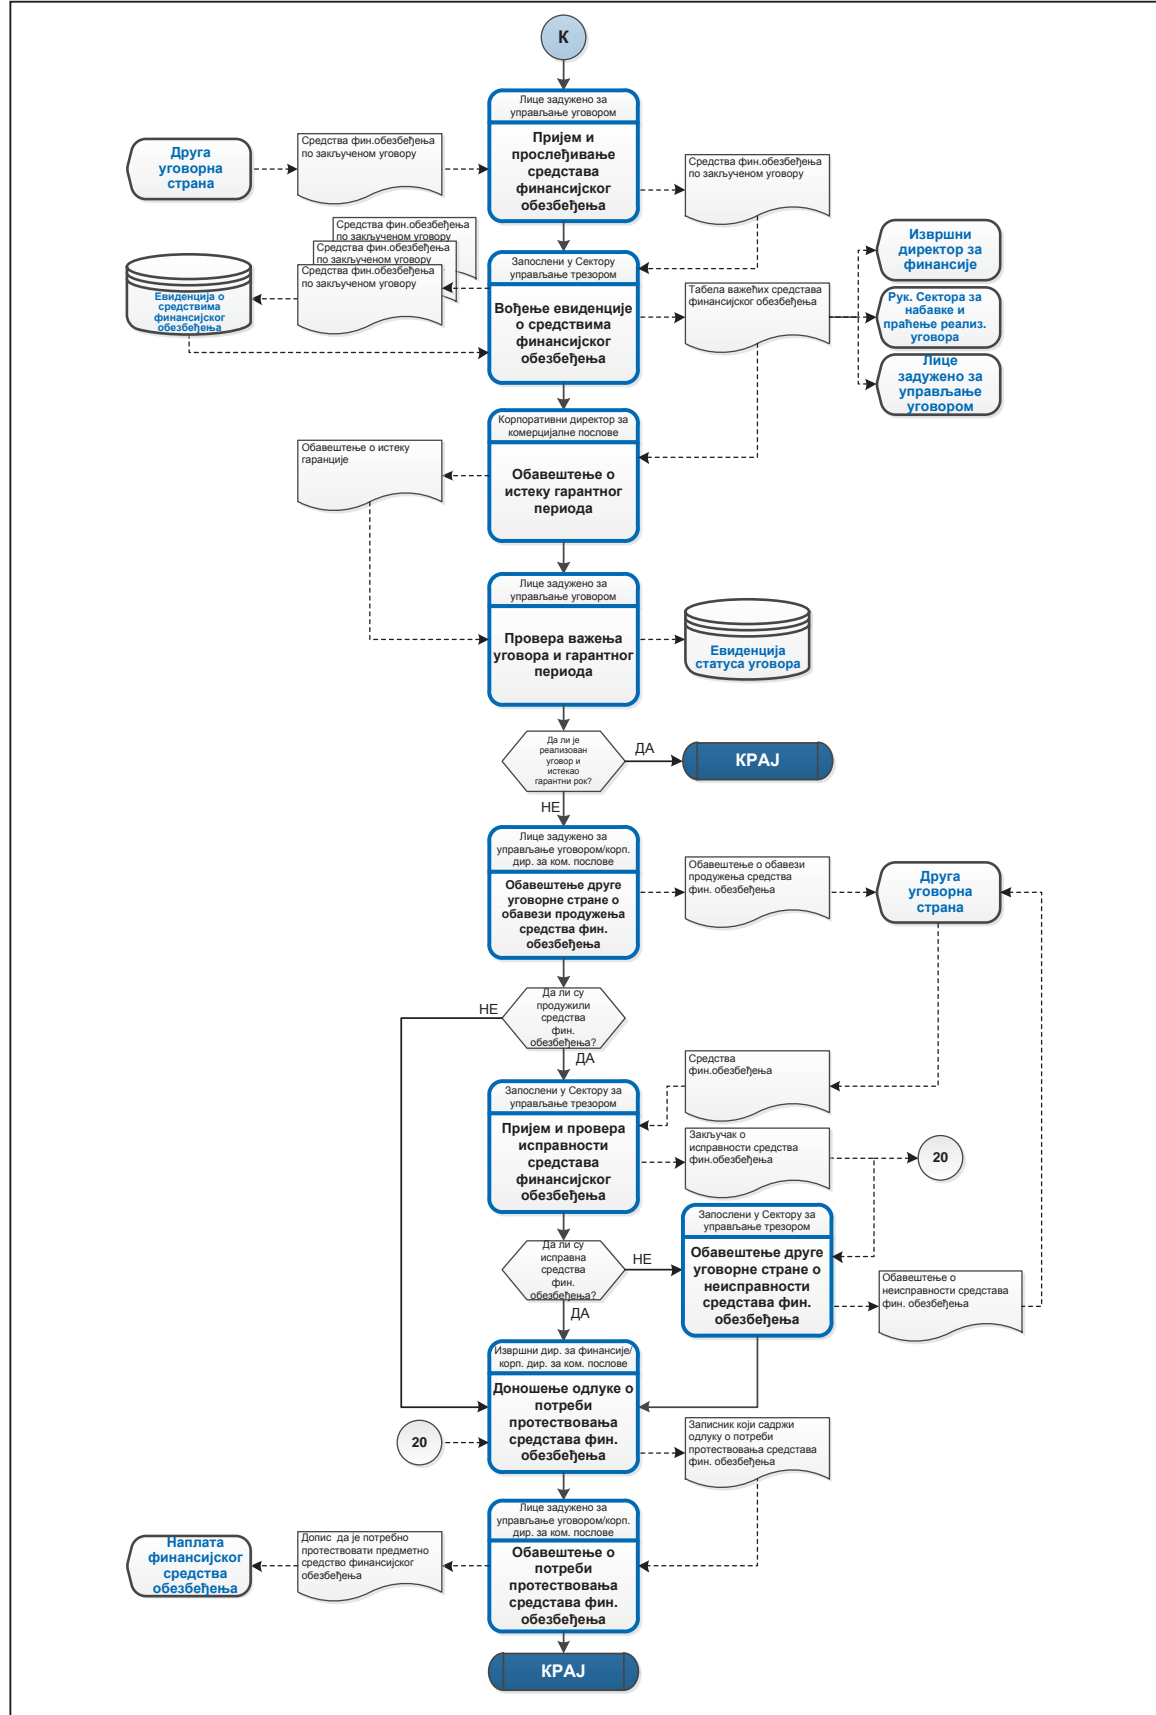 К
Лице задужено за
управљање уговором
Пријем и
прослеђивање
средстава
финансијског
обезбеђења
Друга
уговорна
страна
Средства фин.обезбеђења
по закљученом уговору
Средства фин.обезбеђења
по закљученом уговору
Средства фин.обезбеђења
по закљученом уговору
Средства фин.обезбеђења
по закљученом уговору
Средства фин.обезбеђења
по закљученом уговору
Евиденција о
средствима
финансијског
обезбеђења
Запослени у Сектору
управљање трезором
Вођење евиденције
о средствима
финансијског
обезбеђења
Табела важећих средстава
финансијског обезбеђења
Извршни
директор за
финансије
Рук. Сектора за
набавке и
праћење реализ.
уговора
Лице
задужено за
управљање
уговором
Корпоративни директор за
комерцијалне послове
Обавештење о
истеку гарантног
периода
Обавештење о истеку
гаранције
Лице задужено за
управљање уговором
Провера важења
уговора и гарантног
периода
Евиденција
статуса уговора
Да ли је
реализован
уговор и
истекао
гарантни рок?
ДА
КРАЈ
НЕ
Лице задужено за
управљање уговором/корп.
дир. за ком. послове
Обавештење друге
уговорне стране о
обавези продужења
средства фин.
обезбеђења
Обавештење о обавези
продужења средства
фин. обезбеђења
Друга
уговорна
страна
Да ли су
продужили
средства
фин.
обезбеђења?
НЕ
ДА
Средства
фин.обезбеђења
Запослени у Сектору за
управљање трезором
Пријем и провера
исправности
средстава
финансијског
обезбеђења
Закључак о
исправности средства
фин.обезбеђења
20
Да ли су
исправна
средства
фин.
обезбеђења?
НЕ
ДА
Запослени у Сектору за
управљање трезором
Обавештење друге
уговорне стране о
неисправности
средстава фин.
обезбеђења
Обавештење о
неисправности средстава
фин. обезбеђења
Извршни дир. за финансије/
корп. дир. за ком. послове
Доношење одлуке о
потреби
протествовања
средстава фин.
обезбеђења
20
Записник који садржи
одлуку о потреби
протествовања средстава
фин. обезбеђења
Лице задужено за
управљање уговором/корп.
дир. за ком. послове
Обавештење о
потреби
протествовања
средстава фин.
обезбеђења
Допис да је потребно
протествовати предметно
средство финансијског
обезбеђења
Наплата
финансијског
средства
обезбеђења
КРАЈ